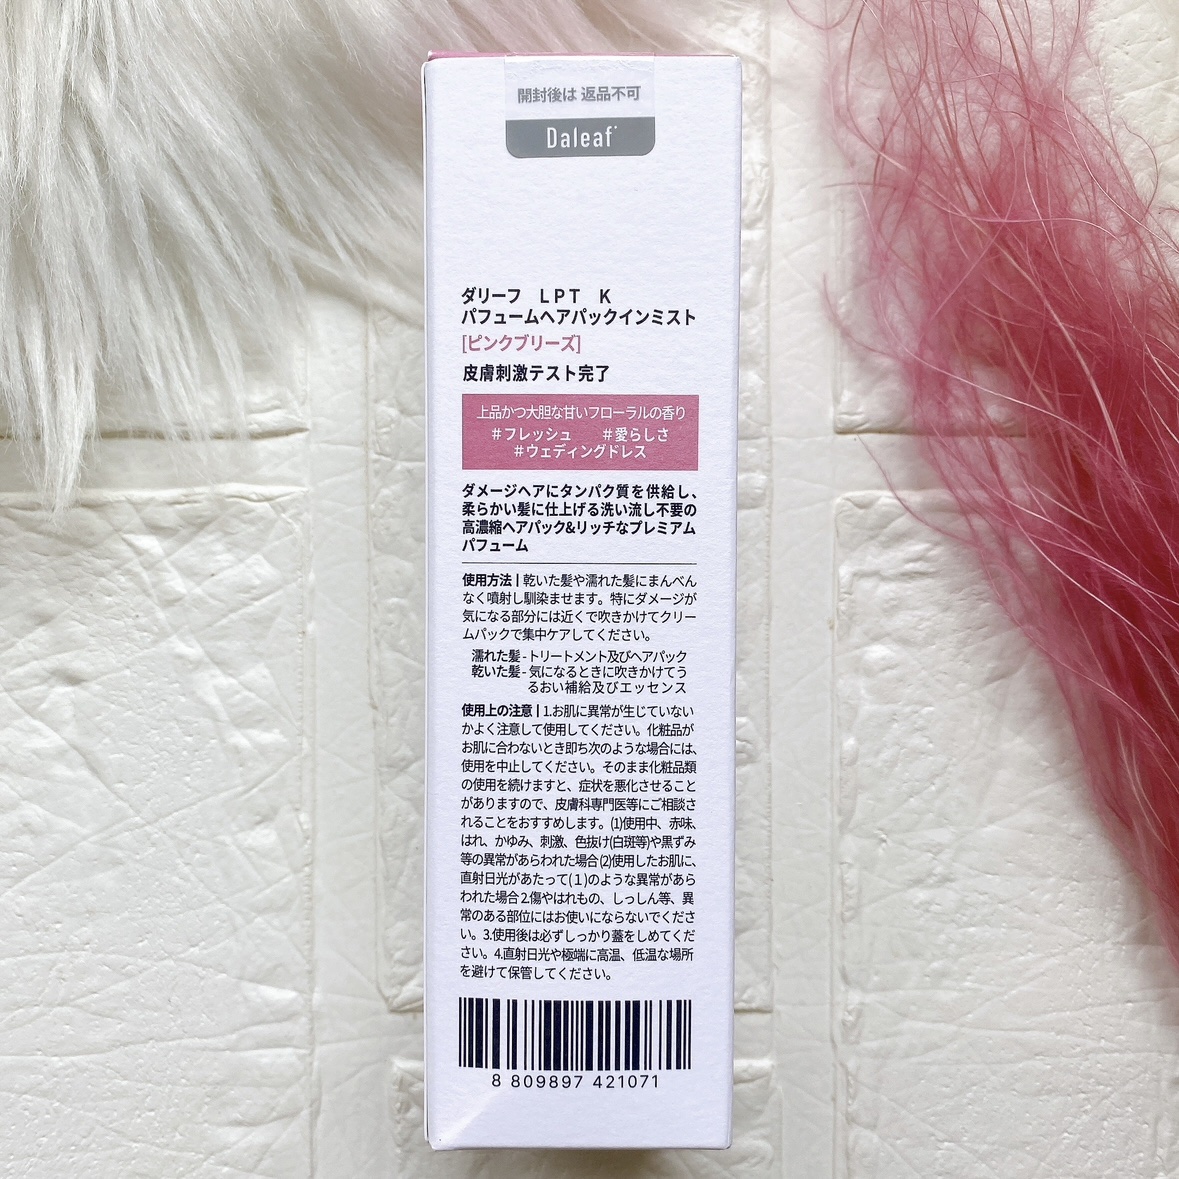 開封後は 返品不可
Daleaf
ダリーフ LPT K
パフュームヘアパックインミスト
[ピンクブリーズ]
皮膚刺激テスト完了
上品かつ大胆な甘いフローラルの香り
#フレッシュ #愛らしさ
#ウェディングドレス
ダメージヘアにタンパク質を供給し、
柔らかい髪に仕上げる洗い流し不要の
高濃縮ヘアパック&リッチなプレミアム
パフューム
使用方法 | 乾いた髪や濡れた髪にまんべん
なく噴射し馴染ませます。特にダメージが
気になる部分には近くで吹きかけてクリー
ムパックで集中ケアしてください。
濡れた髪 - トリートメント及びヘアパック
乾いた髪 - 気になるときに吹きかけてう
るおい補給及びエッセンス
使用上の注意 | 1.お肌に異常が生じていない
かよく注意して使用してください。化粧品が
お肌に合わないとき即ち次のような場合には、
使用を中止してください。そのまま化粧品類
の使用を続けますと、症状を悪化させること
がありますので、皮膚科専門医等にご相談さ
れることをおすすめします。(1)使用中、赤味、
はれ、かゆみ、刺激、色抜け(白斑等)や黒ずみ
等の異常があらわれた場合 (2)使用したお肌に、
直射日光があたって(1)のような異常があら
われた場合 2.傷やはれもの、しっしん等、異
常のある部位にはお使いにならないでくださ
い。3.使用後は必ずしっかり蓋をしめてくだ
さい。4.直射日光や極端に高温、低温な場所
を避けて保管してください。
8 809897 421071